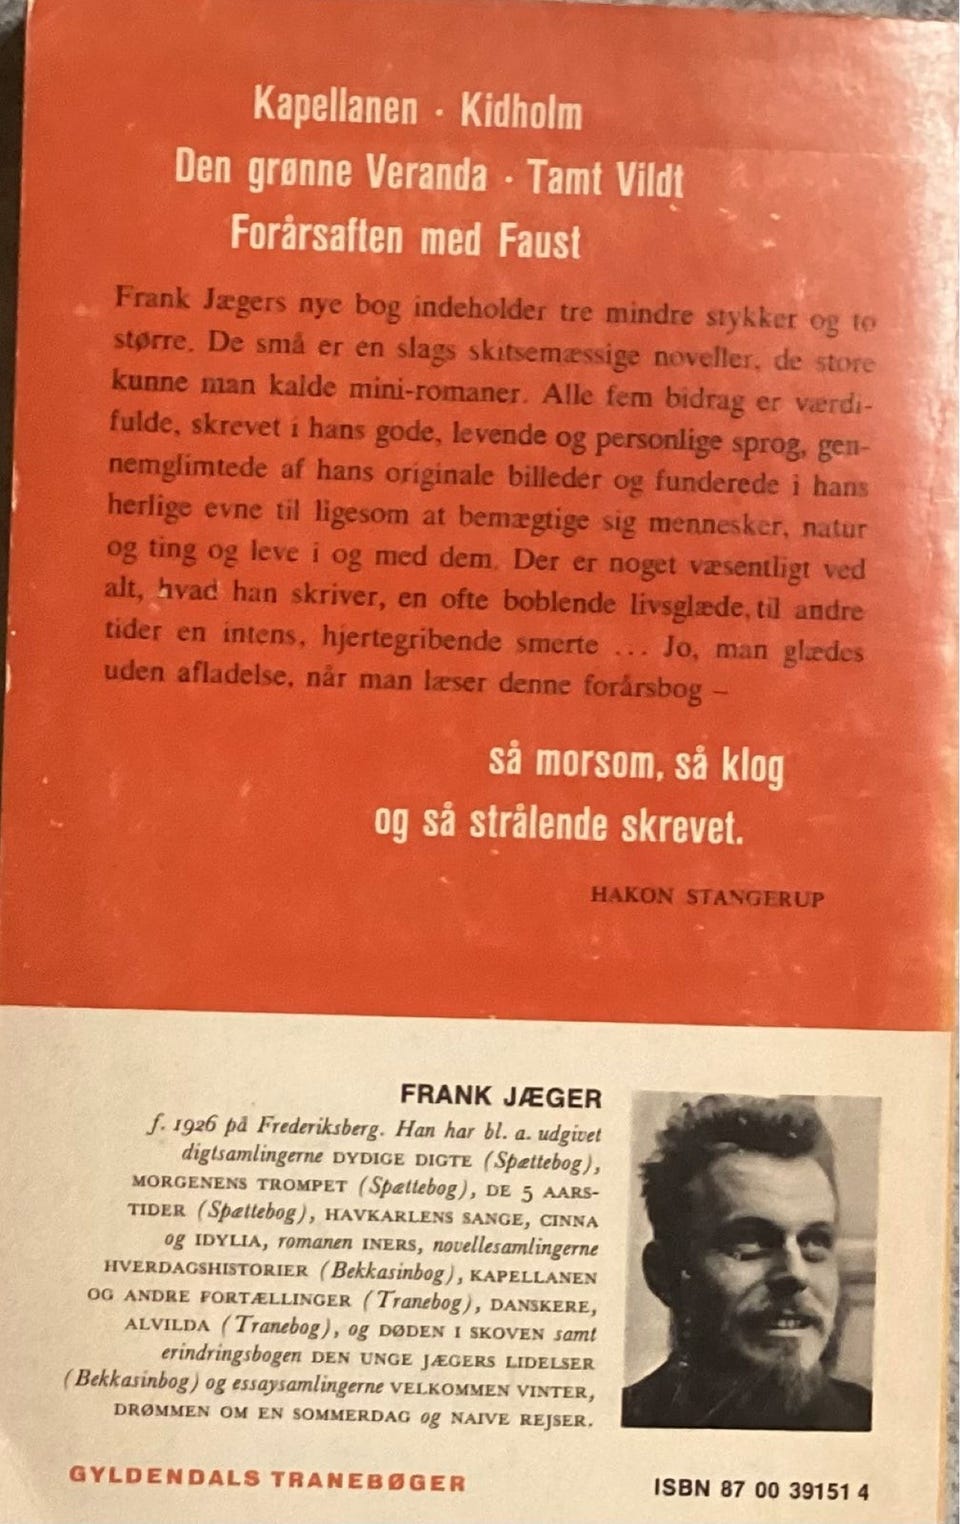 Kapellanen · Kidholm
Den grønne Veranda · Tamt Vildt
Forårsaften med Faust
Frank Jægers nye bog indeholder tre mindre stykker og to
større. De små er en slags skitsemæssige noveller, de store
kunne man kalde mini-romaner. Alle fem bidrag er værdi-
fulde, skrevet i hans gode, levende og personlige sprog, gen-
nemglimtede af hans originale billeder og funderede i hans
herlige evne til ligesom at bemægtige sig mennesker, natur
og ting og leve i og med dem. Der er noget væsentligt ved
alt, hvad han skriver, en ofte boblende livsglæde, til andre
tider en intens, hjertegribende smerte ... Jo, man glædes
uden afladelse, når man læser denne forårsbog –
så morsom, så klog
og så strålende skrevet.
HAKON STANGERUP
FRANK JÆGER
f. 1926 på Frederiksberg. Han har bl. a. udgivet
digtsamlingerne DYDIGE DIGTE (Spættebog),
MORGENENS TROMPET (Spættebog), DE 5 AARS-
TIDER (Spættebog), HAVKARLENS SANGE, CINNA
og IDYLIA, romanen INERS, novellesamlingerne
HVERDAGSHISTORIER (Bekkasinbog), KAPELLANEN
OG ANDRE FORTÆLLINGER (Tranebog), DANSKERE,
ALVILDA (Tranebog), og DØDEN I SKOVEN samt
erindringsbogen DEN UNGE JÆGERS LIDELSER
(Bekkasinbog) og essaysamlingerne VELKOMMEN VINTER,
DRØMMEN OM EN SOMMERDAG og NAIVE REJSER.
GYLDENDALS TRANEBØGER
ISBN 87 00 39151 4